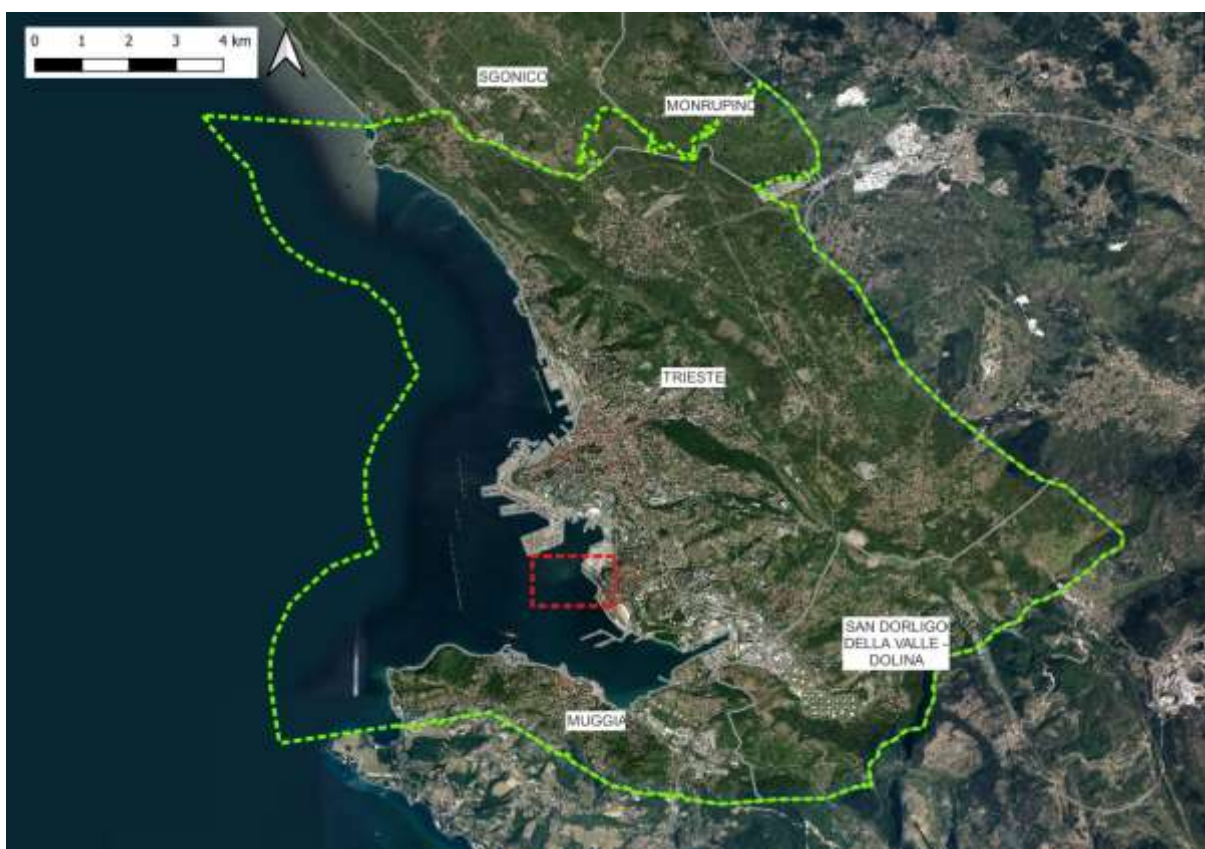 0 1 2 3 4 km
SGONICO
MONRUPINO
TRIESTE
SAN DORLIGO
DELLA VALLE -
DOLINA
MUGGIA